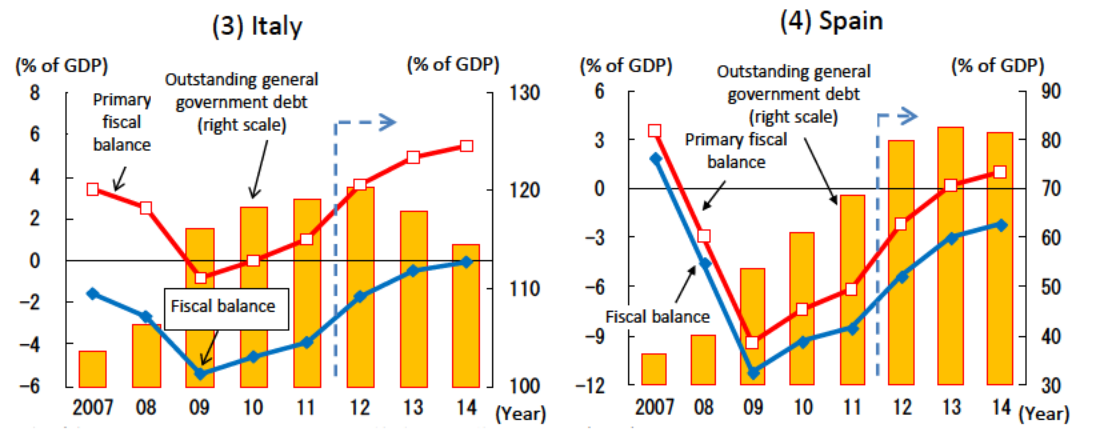 (3) Italy
(% of GDP)
(% of GDP)
Outstanding general
government debt
(right scale)
Primary
fiscal
balance
Fiscal balance
8
6
4
2
0
−2
−4
−6
130
120
110
100
2007 08 09 10 11 12 13 14 (Year)
(4) Spain
(% of GDP)
(% of GDP)
Outstanding general
government debt
(right scale)
Primary fiscal
balance
Fiscal balance
6
3
0
−3
−6
−9
−12
90
80
70
60
50
40
30
2007 08 09 10 11 12 13 14 (Year)